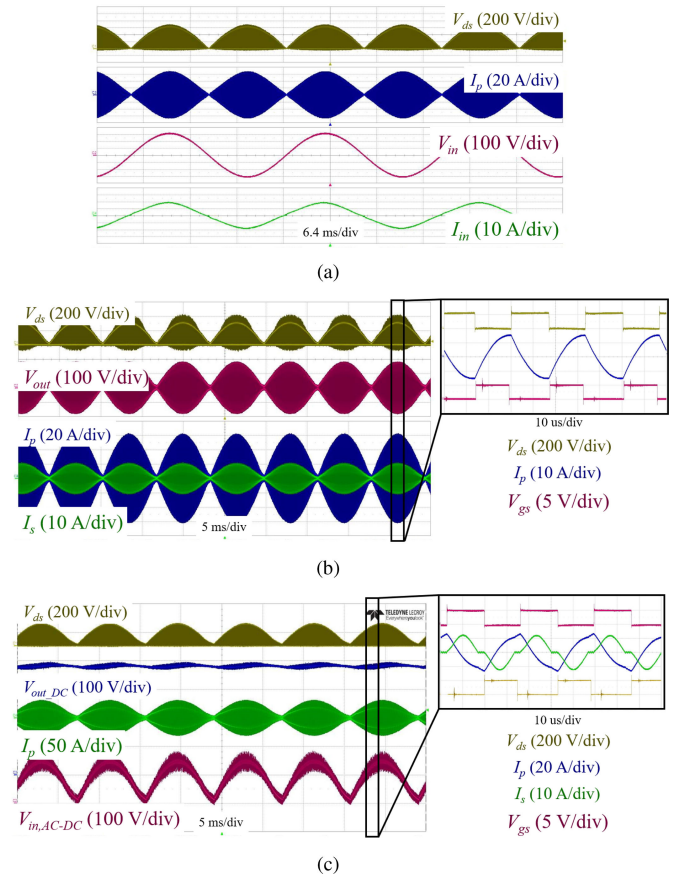 V_ds (200 V/div)
I_p (20 A/div)
V_in (100 V/div)
6.4 ms/div
I_in (10 A/div)
(a)
V_ds (200 V/div)
V_out (100 V/div)
I_p (20 A/div)
I_s (10 A/div)
5 ms/div
10 us/div
V_ds (200 V/div)
I_p (10 A/div)
V_gs (5 V/div)
(b)
V_ds (200 V/div)
TELEDYNE LECROY
Everywhereyoulook
V_out_DC (100 V/div)
I_p (50 A/div)
V_in,AC-DC (100 V/div)
5 ms/div
10 us/div
V_ds (200 V/div)
I_p (20 A/div)
I_s (10 A/div)
V_gs (5 V/div)
(c)